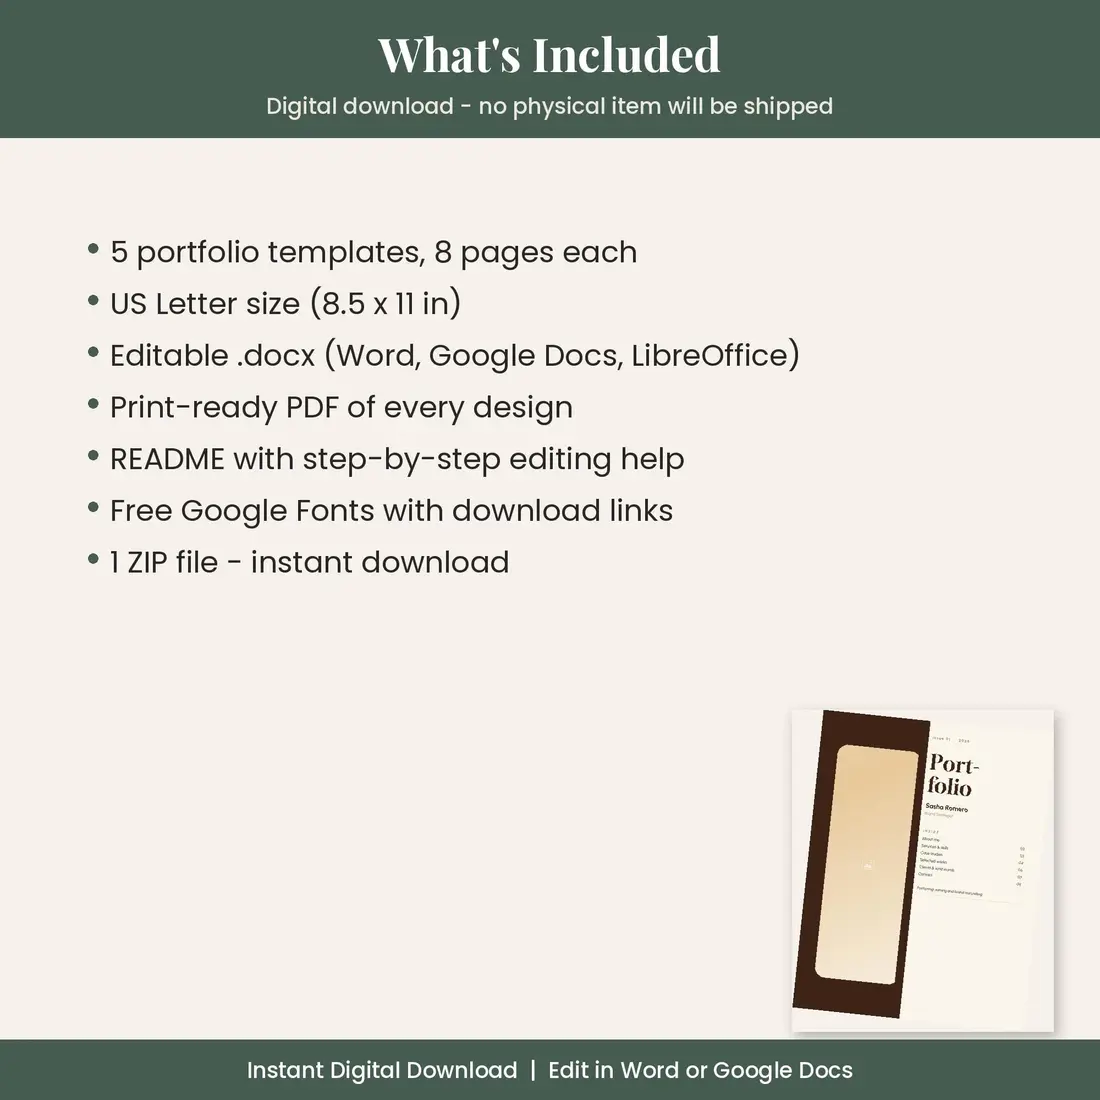 What's Included
Digital download - no physical item will be shipped
• 5 portfolio templates, 8 pages each
• US Letter size (8.5 x 11 in)
• Editable .docx (Word, Google Docs, LibreOffice)
• Print-ready PDF of every design
• README with step-by-step editing help
• Free Google Fonts with download links
• 1 ZIP file - instant download
Port-
folio
Sasha Romero
About me
Contact
Instant Digital Download | Edit in Word or Google Docs